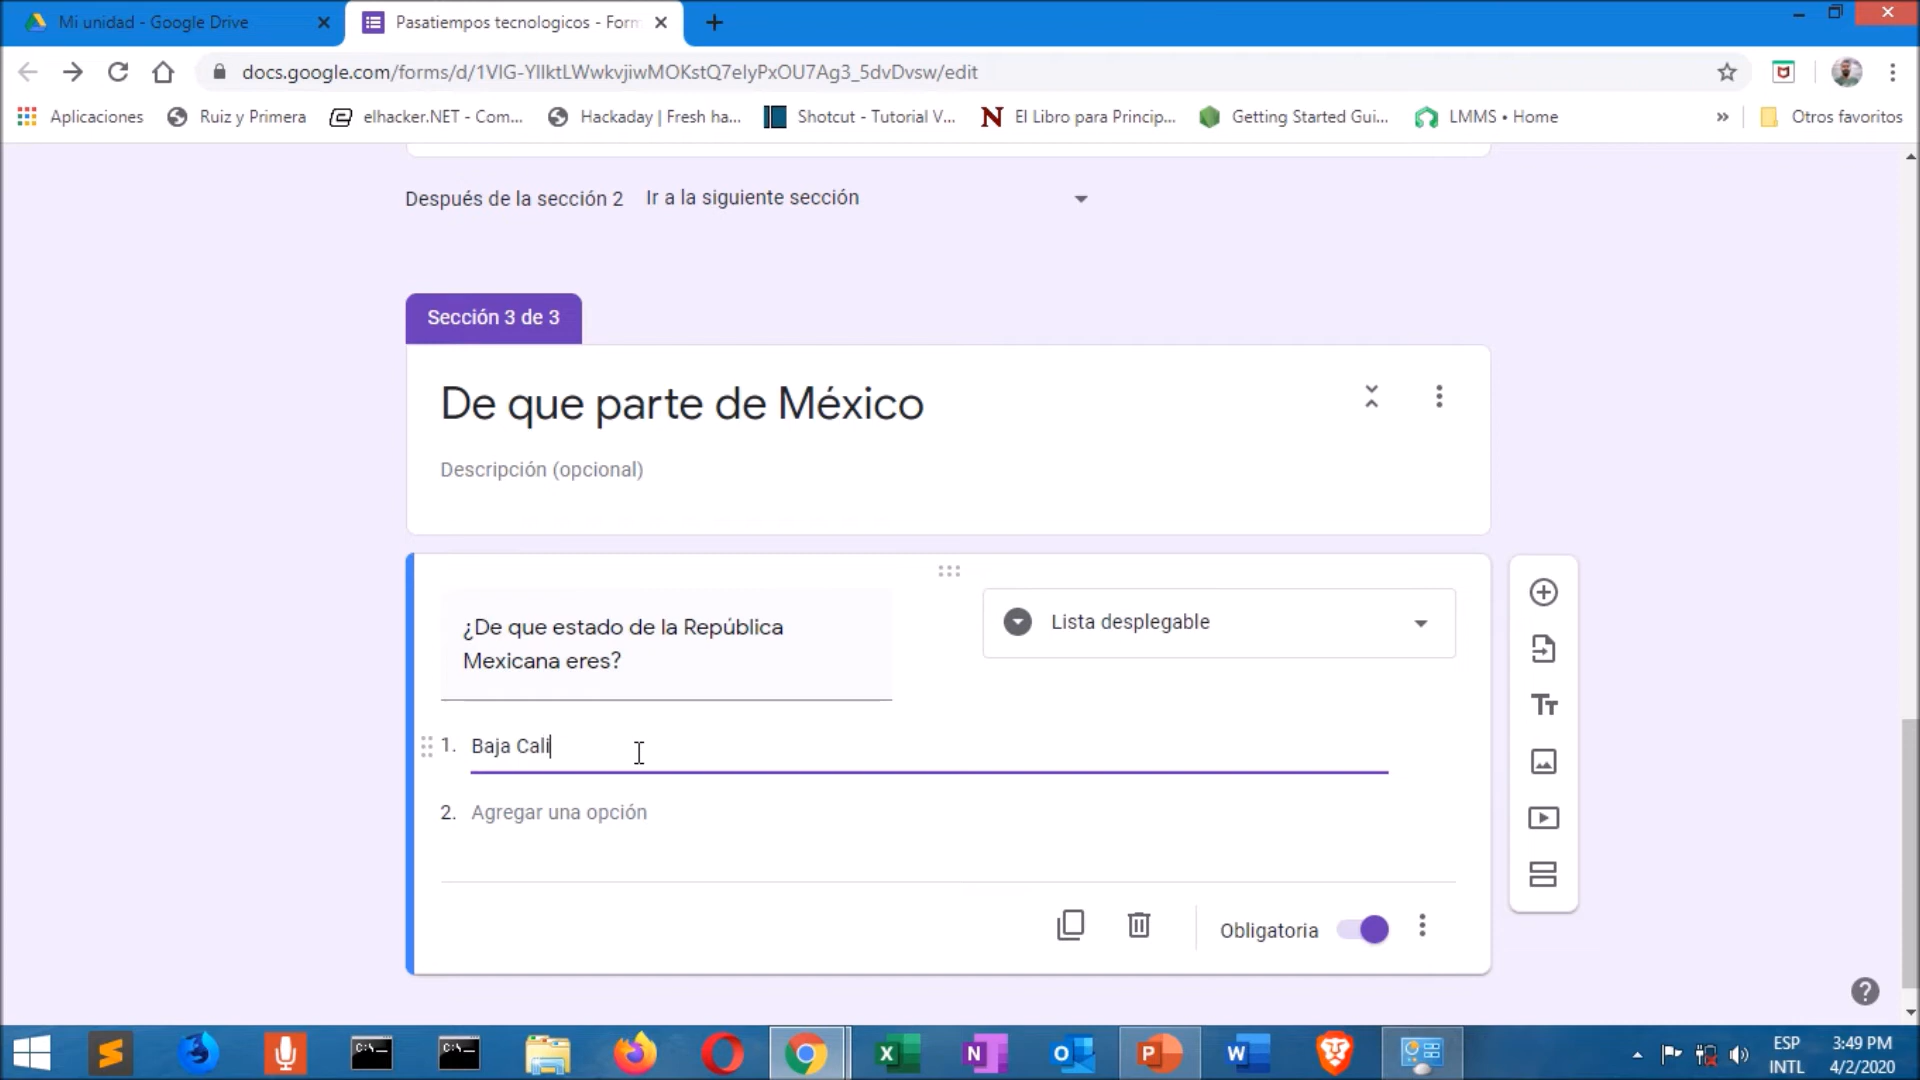 Mi unidad - Google Drive
Pasatiempos tecnologicos - Form
docs.google.com/forms/d/
/edit
Aplicaciones
Ruiz y Primera
elhacker.NET - Com...
Hackaday | Fresh ha...
Shotcut - Tutorial V...
El Libro para Princip...
Getting Started Gui...
LMMS • Home
»
Otros favoritos
Después de la sección 2 Ir a la siguiente sección
Sección 3 de 3
De que parte de México
Descripción (opcional)
¿De que estado de la República
Mexicana eres?
Lista desplegable
1. Baja Cali
2. Agregar una opción
Obligatoria
ESP
INTL
3:49 PM
4/2/2020